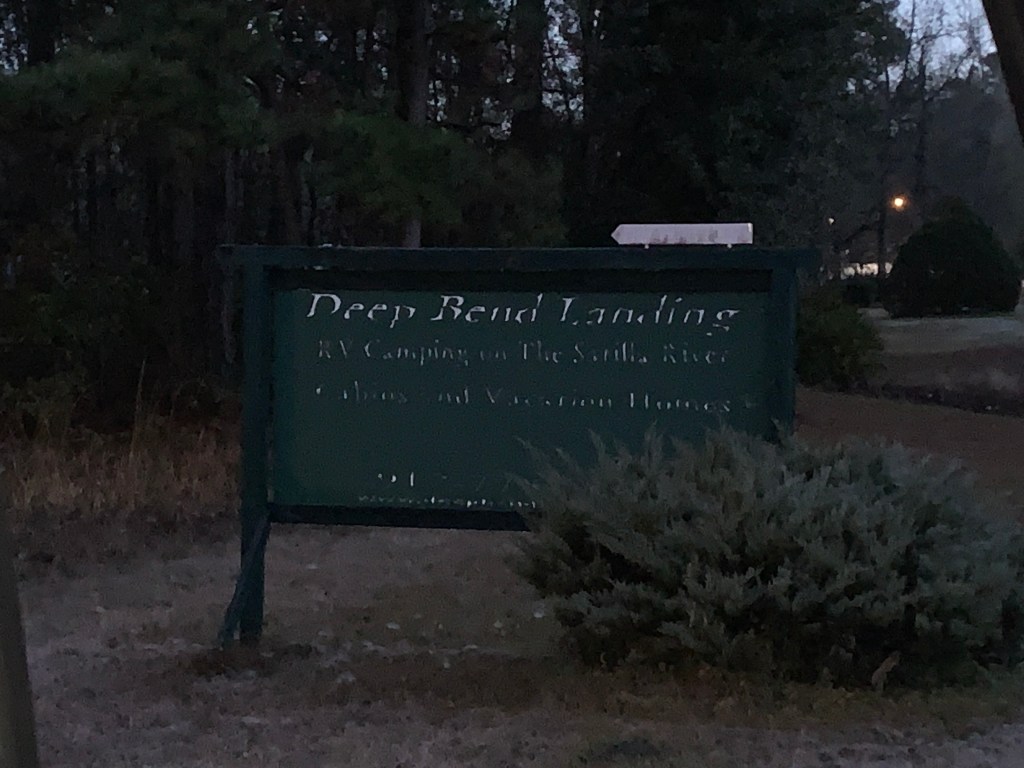 Deep Bend Landing
RV Camping on The Satilla River
Cabins and Vacation Homes